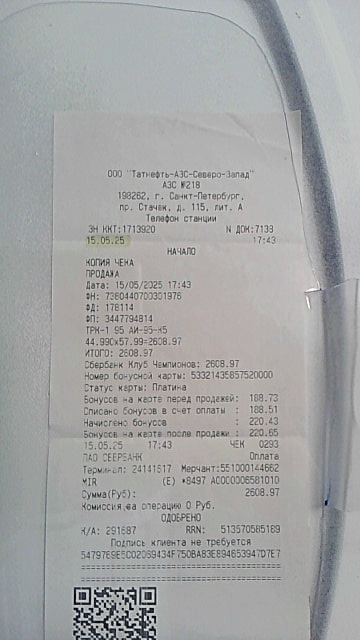 ООО "Татнефть-АЗС-Северо-Запад"
АЗС №218
198262, г. Санкт-Петербург,
пр. Стачек, д. 115, лит. А
Телефон станции
ЗН ККТ:1713920 N ДОК:7133
15.05.25 17:43
НАЧАЛО
КОПИЯ ЧЕКА
ПРОДАЖА
Дата: 15/05/2025 17:43
ФН: 7380440700331976
ФД: 178114
ФП: 3447794814
ТРК-1 95 АИ-95-К5
44.990x57.99=2608.97
ИТОГО: 2608.97
Сбербанк Клуб Чемпионов: 2608.97
Номер бонусной карты: 53321435857520000
Статус карты: Платина
Бонусов на карте перед продажей: 188.73
Списано бонусов в счет оплаты : 188.51
Начислено бонусов : 220.43
Бонусов на карте после продажи : 220.65
15.05.25 17:43 ЧЕК 0293
ПАО СБЕРБАНК Оплата
Терминал: 24141517 Мерчант:551000144662
MIR (E) *8497 A0000006581010
Сумма(Руб): 2608.97
Комиссия за операцию 0 Руб.
ОДОБРЕНО
К/А: 291687 RRN: 513570585189
Подпись клиента не требуется